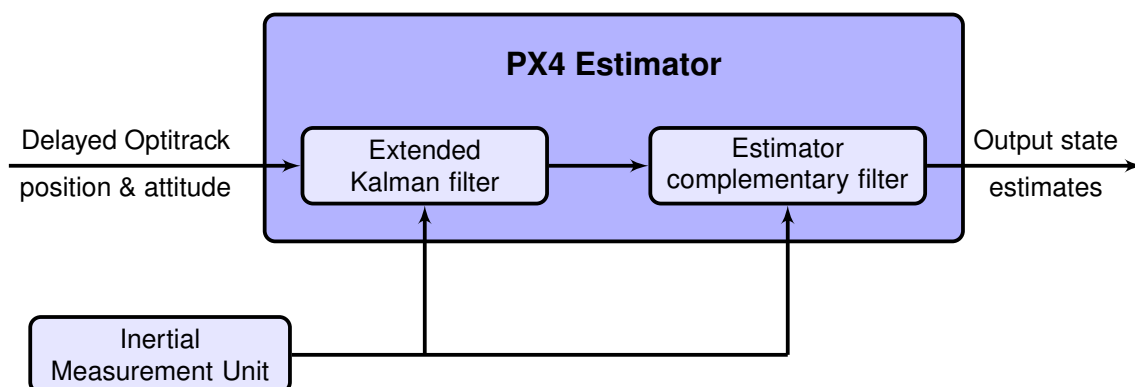 PX4 Estimator
Delayed Optitrack
position & attitude
Extended
Kalman filter
Estimator
complementary filter
Output state
estimates
Inertial
Measurement Unit